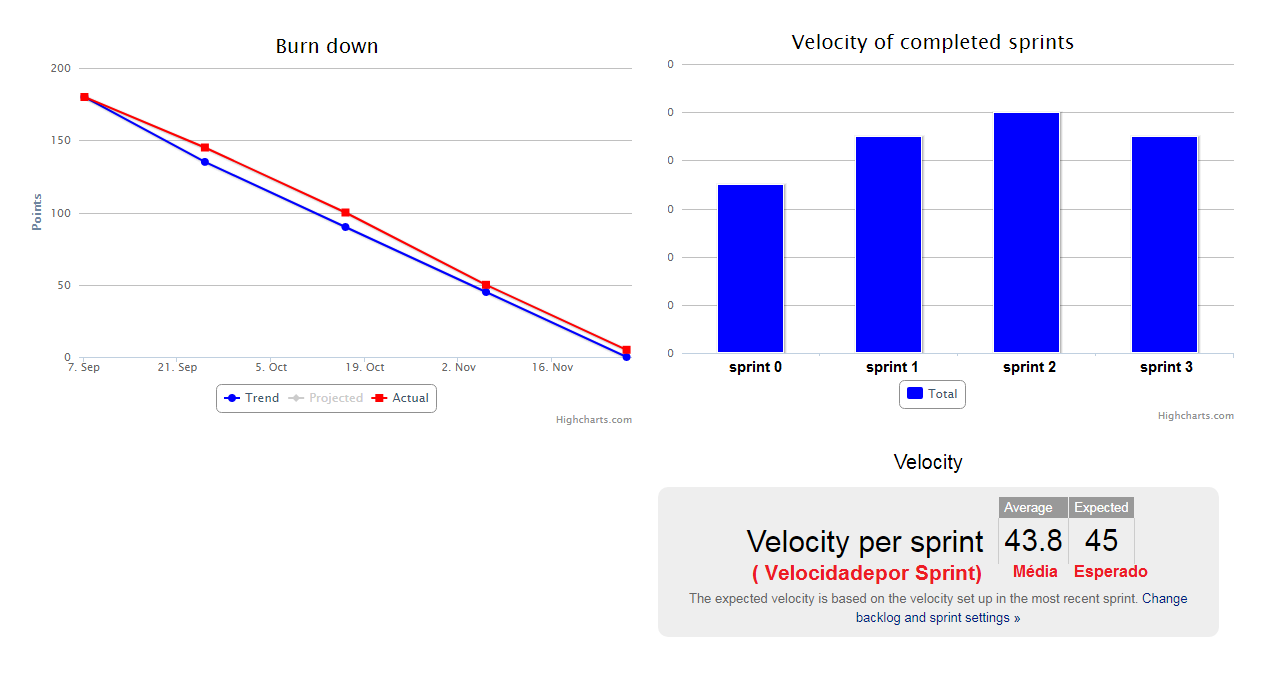 Burn down
200
150
100
50
0
Points
7. Sep 21. Sep 5. Oct 19. Oct 2. Nov 16. Nov
Trend Projected Actual
Highcharts.com
Velocity of completed sprints
0
0
0
0
0
0
0
sprint 0 sprint 1 sprint 2 sprint 3
Total
Highcharts.com
Velocity
Average Expected
Velocity per sprint 43.8 45
( Velocidadepor Sprint) Média Esperado
The expected velocity is based on the velocity set up in the most recent sprint. Change
backlog and sprint settings »